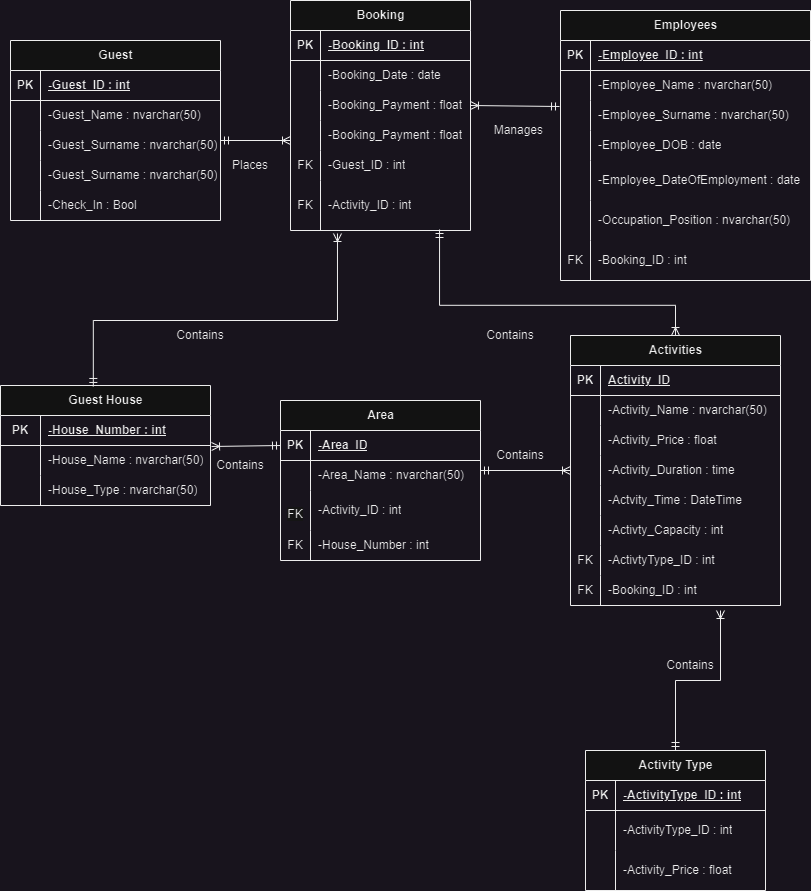 Booking
PK -Booking_ID : int
-Booking_Date : date
-Booking_Payment : float
-Booking_Payment : float
FK -Guest_ID : int
FK -Activity_ID : int
Employees
PK -Employee_ID : int
-Employee_Name : nvarchar(50)
-Employee_Surname : nvarchar(50)
-Employee_DOB : date
-Employee_DateOfEmployment : date
-Occupation_Position : nvarchar(50)
FK -Booking_ID : int
Guest
PK -Guest_ID : int
-Guest_Name : nvarchar(50)
-Guest_Surname : nvarchar(50)
-Guest_Surname : nvarchar(50)
-Check_In : Bool
Places
Manages
Contains
Contains
Guest House
PK -House_Number : int
-House_Name : nvarchar(50)
-House_Type : nvarchar(50)
Contains
Area
PK -Area_ID
-Area_Name : nvarchar(50)
FK -Activity_ID : int
FK -House_Number : int
Contains
Activities
PK Activity_ID
-Activity_Name : nvarchar(50)
-Activity_Price : float
-Activity_Duration : time
-Actvity_Time : DateTime
-Activty_Capacity : int
FK -ActivtyType_ID : int
FK -Booking_ID : int
Contains
Activity Type
PK -ActivityType_ID : int
-ActivityType_ID : int
-Activity_Price : float